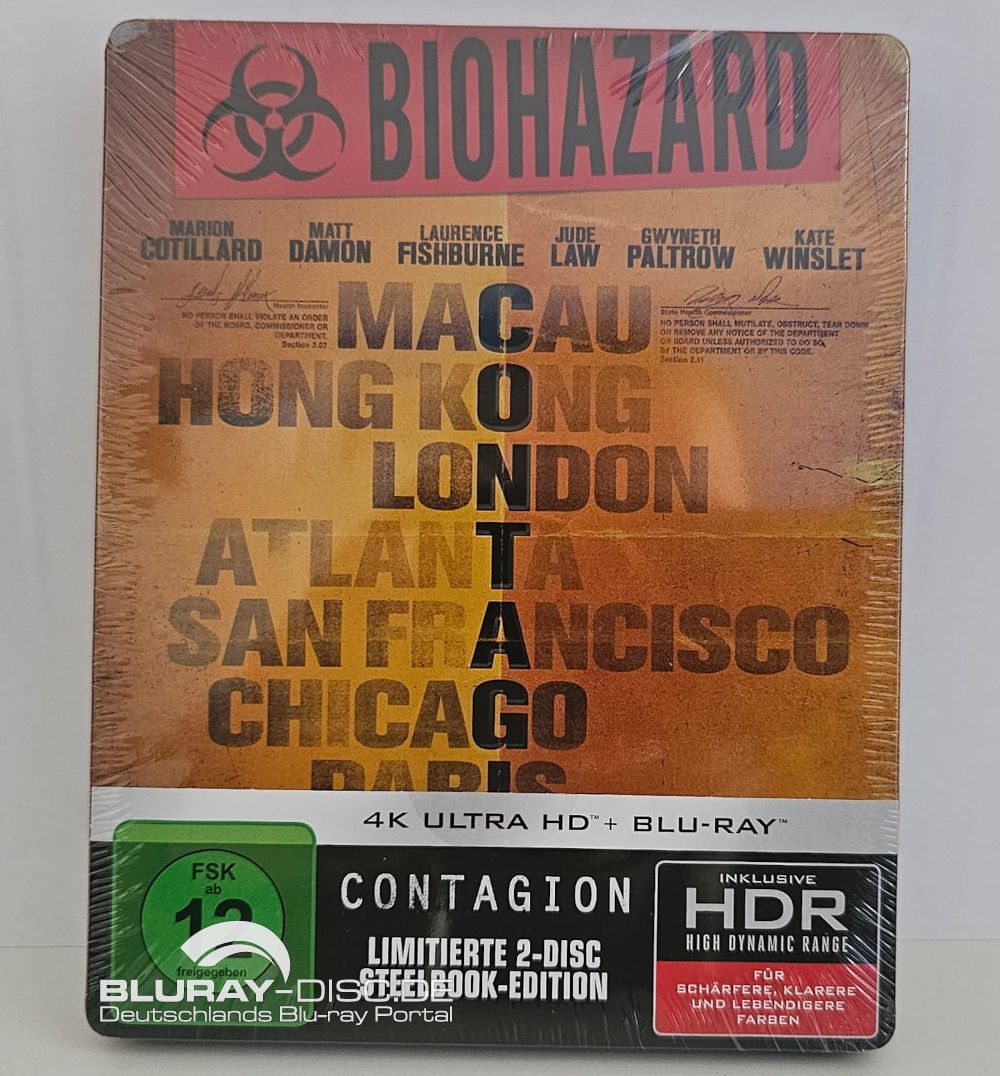 BIOHAZARD
MARION COTILLARD
MATT DAMON
LAURENCE FISHBURNE
JUDE LAW
GWYNETH PALTROW
KATE WINSLET
Health Inspector
NO PERSON SHALL VIOLATE AN ORDER
OF THE BOARD, COMMISSIONER OR
DEPARTMENT.
Section 2.07
State Health Commissioner
NO PERSON SHALL MUTILATE, OBSTRUCT, TEAR DOWN
OR REMOVE ANY NOTICE OF THE DEPARTMENT
OR BOARD UNLESS AUTHORIZED TO DO SO,
BY THE DEPARTMENT OR BY THIS CODE.
Section 2.11
MACAU
HONG KONG
LONDON
ATLANTA
SAN FRANCISCO
CHICAGO
PARIS
4K ULTRA HD™ + BLU-RAY™
FSK
ab
12
freigegeben
CONTAGION
LIMITIERTE 2-DISC
STEELBOOK-EDITION
INKLUSIVE
HDR
HIGH DYNAMIC RANGE
FÜR
SCHÄRFERE, KLARERE
UND LEBENDIGERE
FARBEN
BLURAY-DISC.DE
Deutschlands Blu-ray Portal